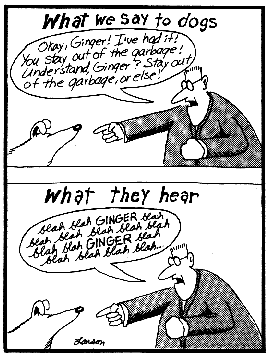 What we say to dogs
Okay, Ginger! I've had it!
You stay out of the garbage!
Understand, Ginger? Stay out
of the garbage, or else!
What they hear
blah blah GINGER blah
blah blah blah blah blah
blah blah GINGER blah
blah blah blah blah..
Larson